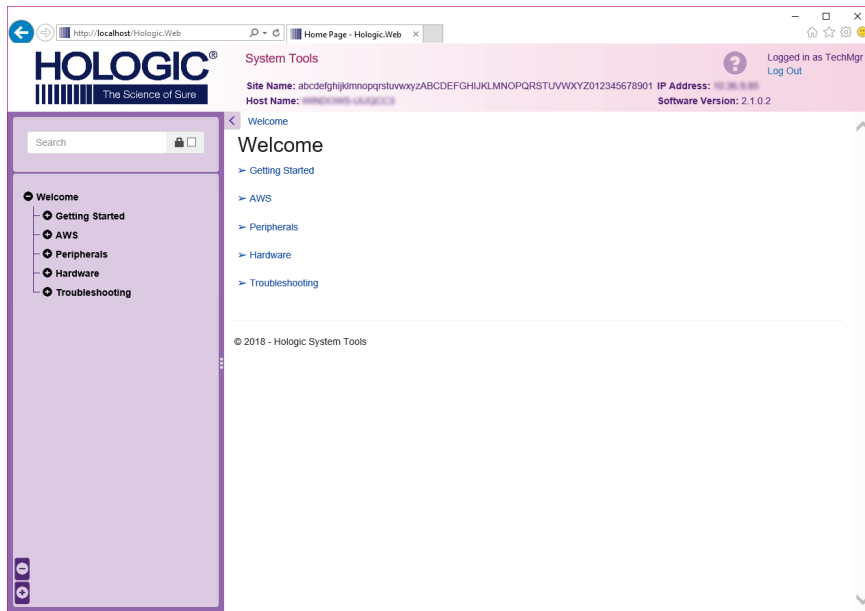 http://localhost/Hologic.Web
Home Page - Hologic.Web
HOLOGIC®
The Science of Sure
System Tools
Logged in as TechMgr
Log Out
Site Name: abcdefghijklmnopqrstuvwxyzABCDEFGHIJKLMNOPQRSTUVWXYZ012345678901 IP Address:
Host Name: Software Version: 2.1.0.2
Search
Welcome
Getting Started
AWS
Peripherals
Hardware
Troubleshooting
Welcome
Welcome
➢ Getting Started
➢ AWS
➢ Peripherals
➢ Hardware
➢ Troubleshooting
© 2018 - Hologic System Tools